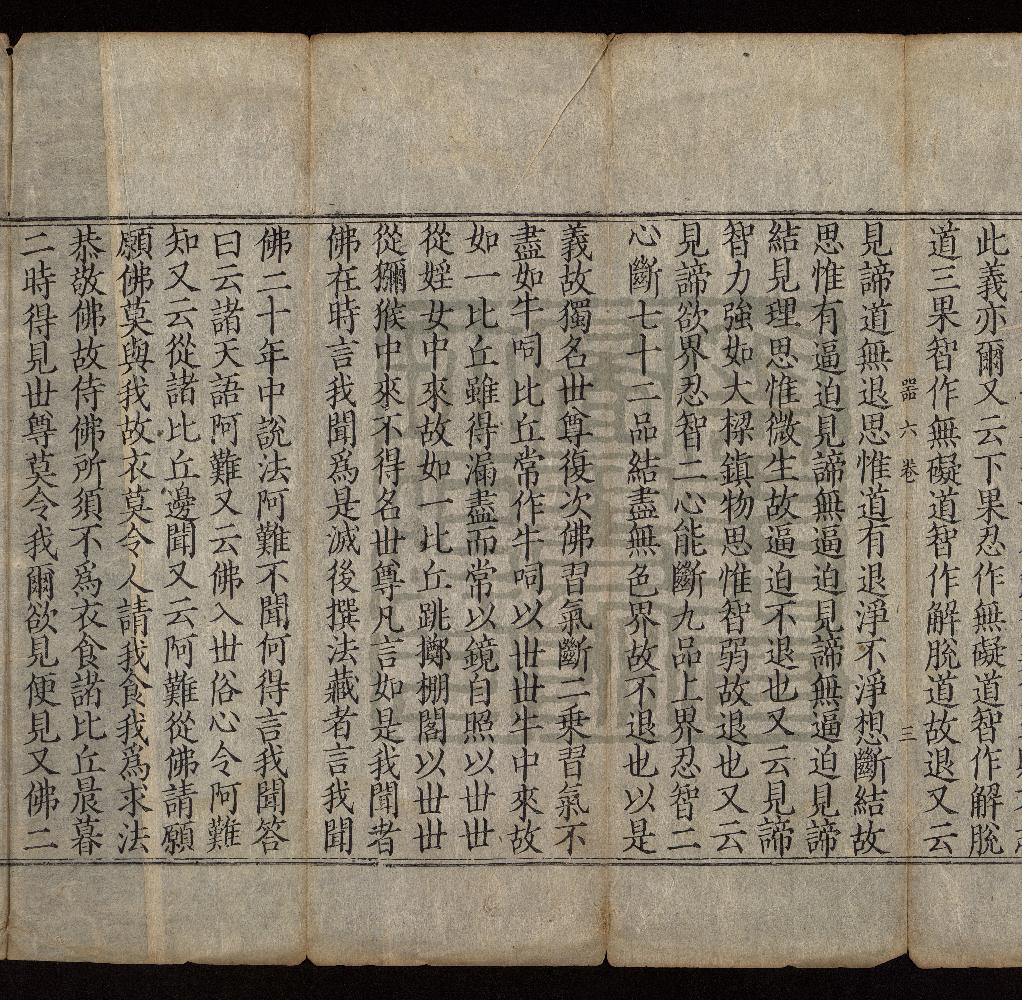 此義亦爾又云下果忍作無礙道智作解脫
道三果智作無礙道智作解脫道故退又云
噐 六 卷 三
見諦道無退思惟道有退淨不淨想斷結故
思惟有逼迫見諦無逼迫見諦無逼迫見諦
結見理思惟微生故逼迫不退也又云見諦
智力強如大樑鎮物思惟智弱故退也又云
見諦欲界忍智二心能斷九品上界忍智二
心斷七十二品結盡無色界故不退也以是
義故獨名世尊復次佛習氣斷二乘習氣不
盡如牛呞比丘常作牛呞以世世牛中來故
如一比丘雖得漏盡而常以鏡自照以世世
從婬女中來故如一比丘跳擲棚閣以世世
從獼猴中來不得名世尊凡言如是我聞者
佛在時言我聞爲是滅後撰法藏者言我聞
佛二十年中說法阿難不聞何得言我聞答
曰云諸天語阿難又云佛入世俗心令阿難
知又云從諸比丘邊聞又云阿難從佛請願
願佛莫與我故衣莫令人請我食我爲求法
恭敬佛故侍佛所須不爲衣食諸比丘晨暮
二時得見世尊莫令我爾欲見便見又佛二